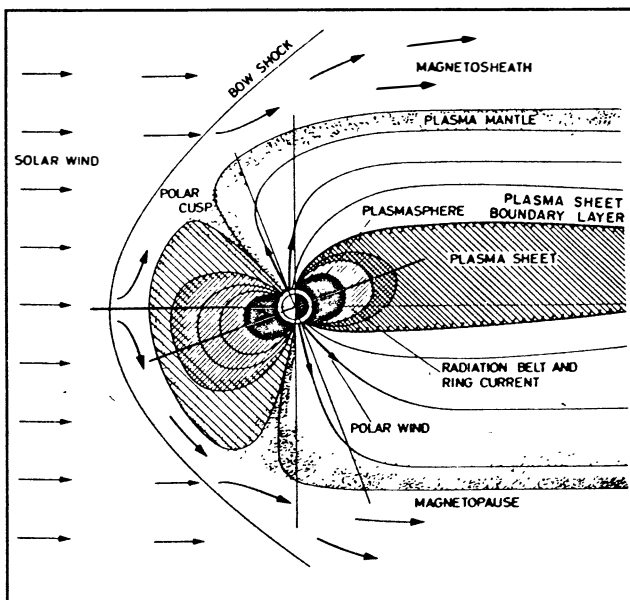 BOW SHOCK
MAGNETOSHEATH
PLASMA MANTLE
SOLAR WIND
POLAR
CUSP
PLASMASPHERE
PLASMA SHEET
BOUNDARY LAYER
PLASMA SHEET
RADIATION BELT AND
RING CURRENT
POLAR WIND
MAGNETOPAUSE